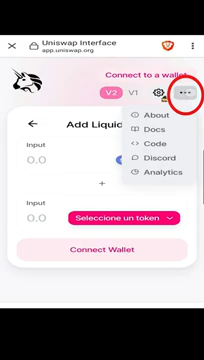 Uniswap Interface
app.uniswap.org
Connect to a wallet
V2 V1
About
Docs
Code
Discord
Analytics
Add Liquid
Input
0.0
+
Input
0.0
Seleccione un token
Connect Wallet